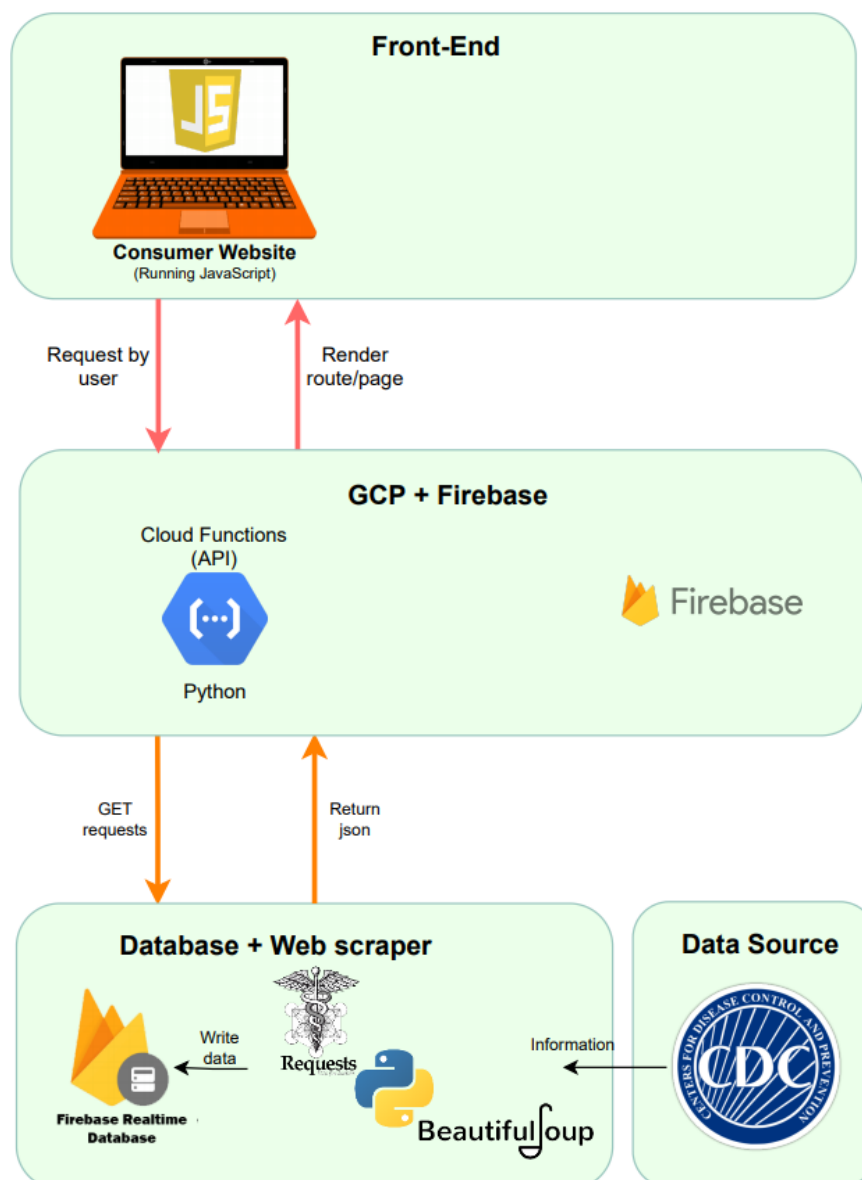 Front-End
JS
Consumer Website
(Running JavaScript)
Request by
user
Render
route/page
GCP + Firebase
Cloud Functions
(API)
Python
Firebase
GET
requests
Return
json
Database + Web scraper
Data Source
Write
data
Requests
Firebase Realtime
Database
BeautifulSoup
Information
CENTERS FOR DISEASE CONTROL AND PREVENTION
CDC